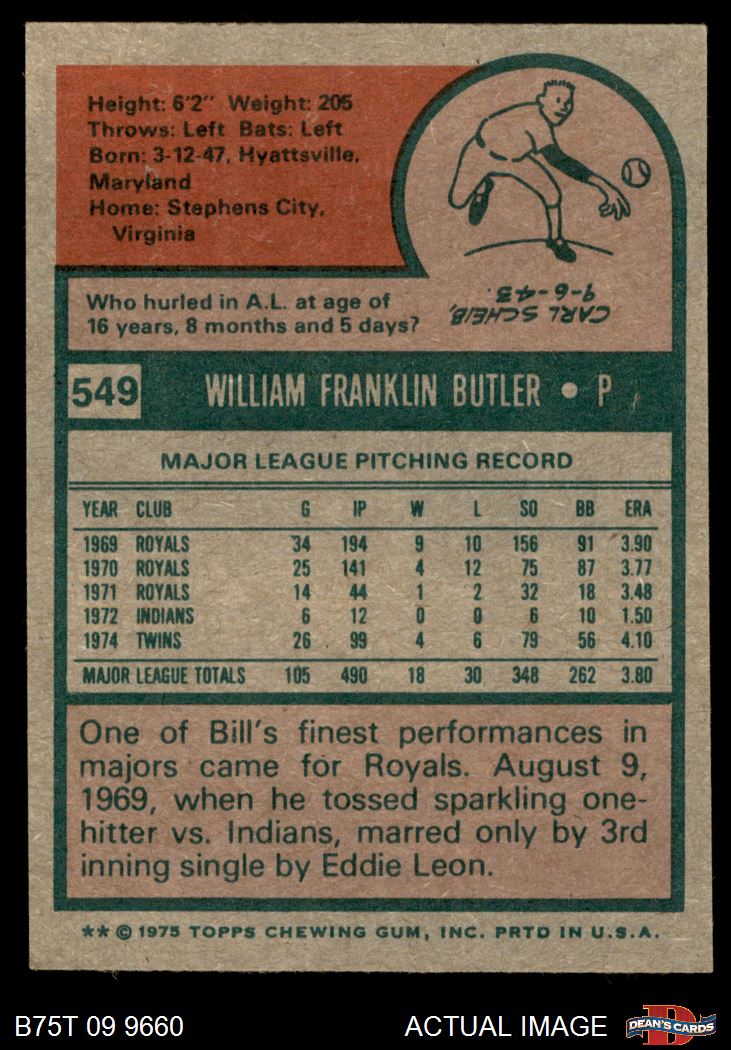 Height: 6'2" Weight: 205
Throws: Left Bats: Left
Born: 3-12-47, Hyattsville,
Maryland
Home: Stephens City,
Virginia
Who hurled in A.L. at age of
16 years, 8 months and 5 days?
CARL SCHEIB,
9-6-43.
549 WILLIAM FRANKLIN BUTLER • P
MAJOR LEAGUE PITCHING RECORD
YEAR CLUB G IP W L SO BB ERA
1969 ROYALS 34 194 9 10 156 91 3.90
1970 ROYALS 25 141 4 12 75 87 3.77
1971 ROYALS 14 44 1 2 32 18 3.48
1972 INDIANS 6 12 0 0 6 10 1.50
1974 TWINS 26 99 4 6 79 56 4.10
MAJOR LEAGUE TOTALS 105 490 18 30 348 262 3.80
One of Bill's finest performances in
majors came for Royals. August 9,
1969, when he tossed sparkling one-
hitter vs. Indians, marred only by 3rd
inning single by Eddie Leon.
** © 1975 TOPPS CHEWING GUM, INC. PRTD IN U.S.A.
B75T 09 9660 ACTUAL IMAGE DEAN'S CARDS